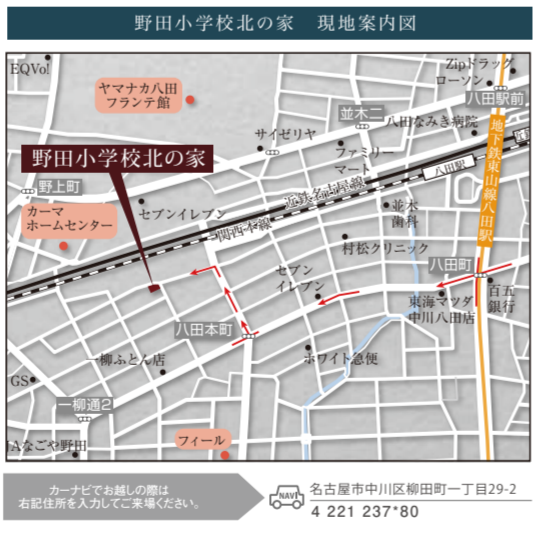 野田小学校北の家　現地案内図
EQVo!
Zipドラッグ
ローソン
ヤマナカ八田
フランテ館
八田駅前
並木二
サイゼリヤ
八田なみき病院
ファミリー
マート
地下鉄東山線八田駅
野田小学校北の家
八田駅
野上町
近鉄名古屋線
セブンイレブン
カーマ
ホームセンター
関西本線
並木
歯科
村松クリニック
セブン
イレブン
八田町
百五
銀行
東海マツダ
中川八田店
八田本町
一柳ふとん店
ホワイト急便
GS
一柳通2
JAなごや野田
フィール
カーナビでお越しの際は
右記住所を入力してご来場ください。
NAVI
名古屋市中川区柳田町一丁目29-2
4 221 237*80